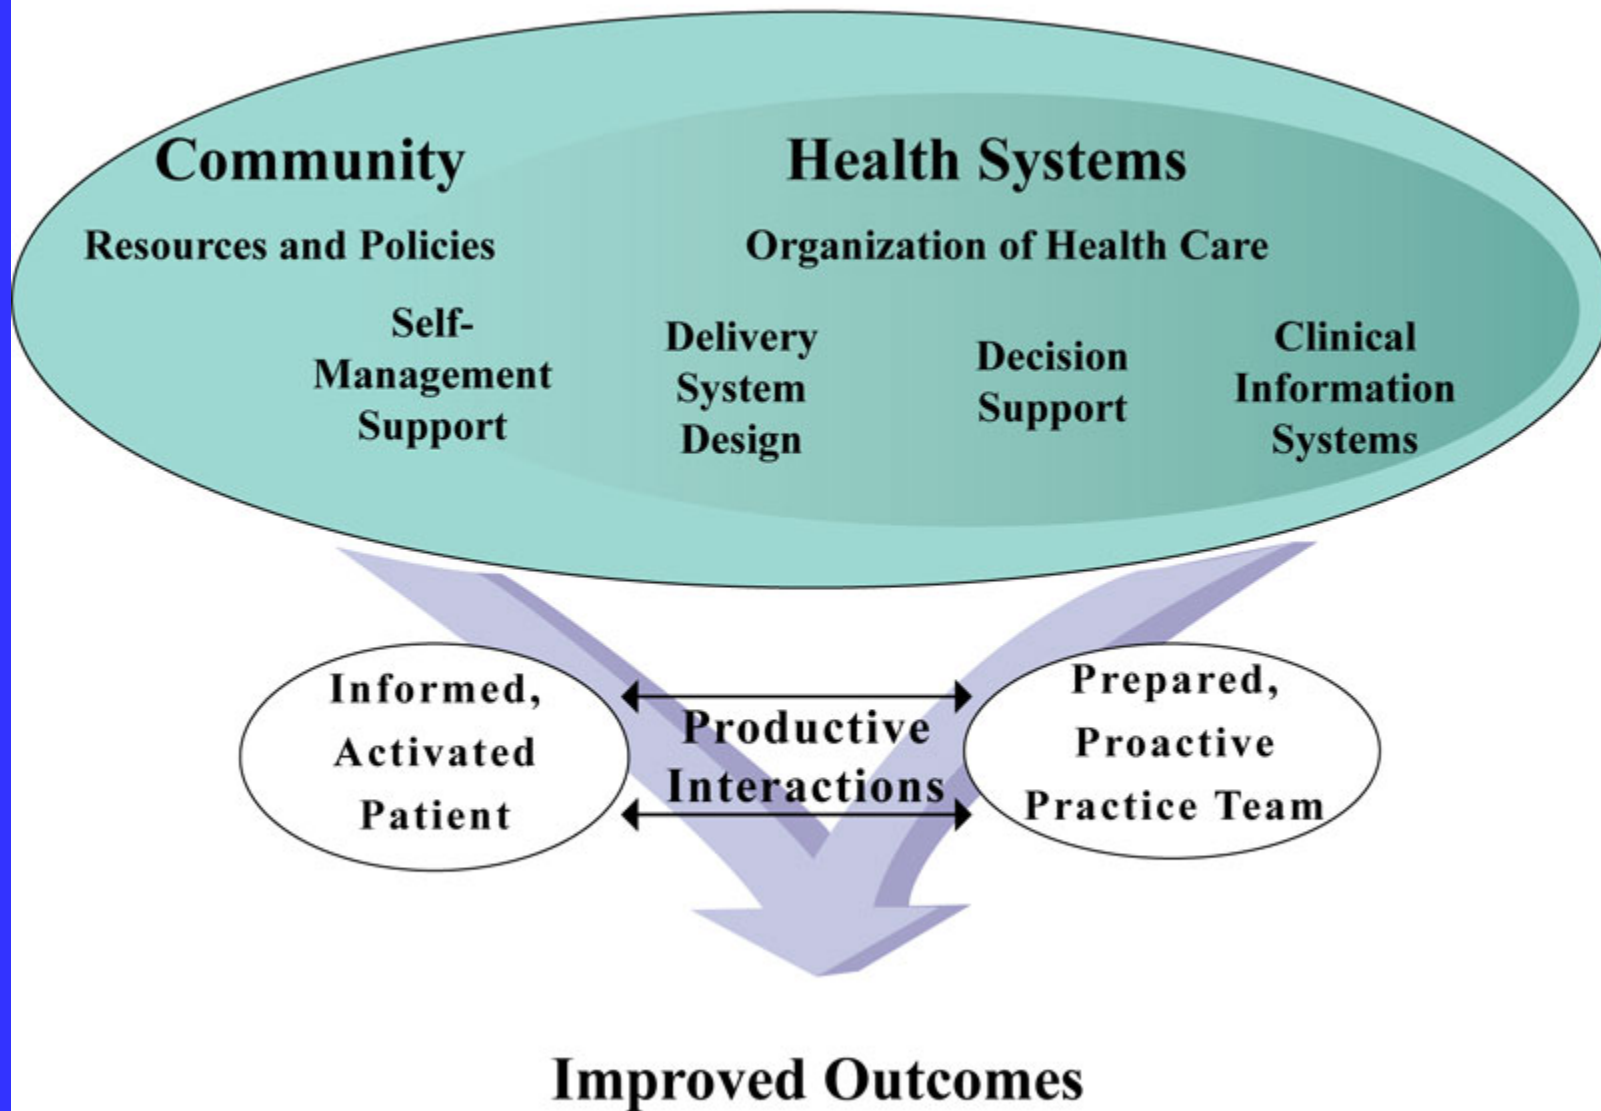 Community
Health Systems
Resources and Policies
Organization of Health Care
Self-
Management
Support
Delivery
System
Design
Decision
Support
Clinical
Information
Systems
Informed,
Activated
Patient
Productive
Interactions
Prepared,
Proactive
Practice Team
Improved Outcomes